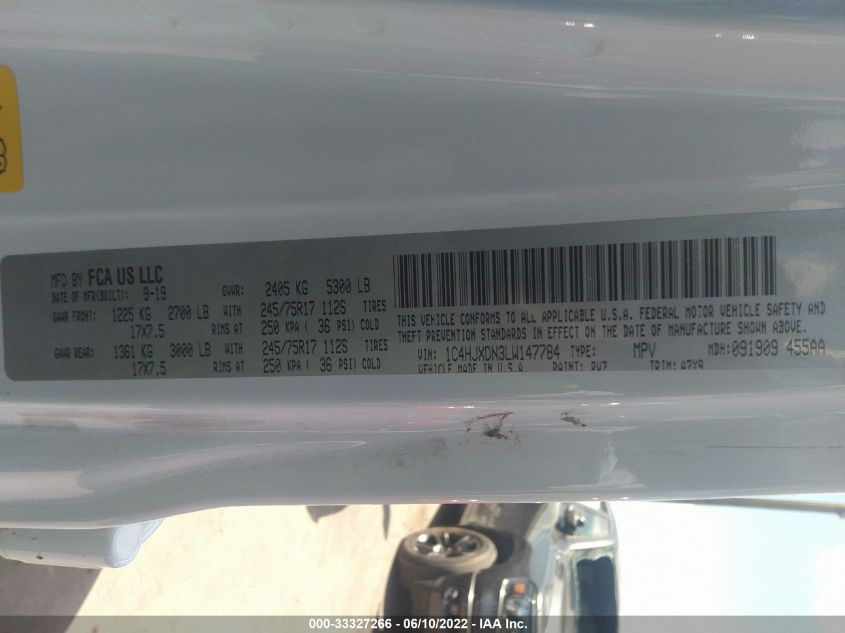 MFD BY FCA US LLC
DATE OF MFR(BUILT): 9-19 GVWR: 2405 KG 5300 LB
GAWR FRONT: 1225 KG 2700 LB WITH 245/75R17 112S TIRES
17X7.5 RIMS AT 250 KPA ( 36 PSI) COLD
GAWR REAR: 1361 KG 3000 LB WITH 245/75R17 112S TIRES
17X7.5 RIMS AT 250 KPA ( 36 PSI) COLD
THIS VEHICLE CONFORMS TO ALL APPLICABLE U.S.A. FEDERAL MOTOR VEHICLE SAFETY AND
THEFT PREVENTION STANDARDS IN EFFECT ON THE DATE OF MANUFACTURE SHOWN ABOVE.
VIN: 1C4HJXDN3LW147784 TYPE: MPV MDH:091909 455AA
VEHICLE MADE IN U.S.A. PAINT: PW7 TRIM: A7X9
000-33327266 - 06/10/2022 - IAA Inc.